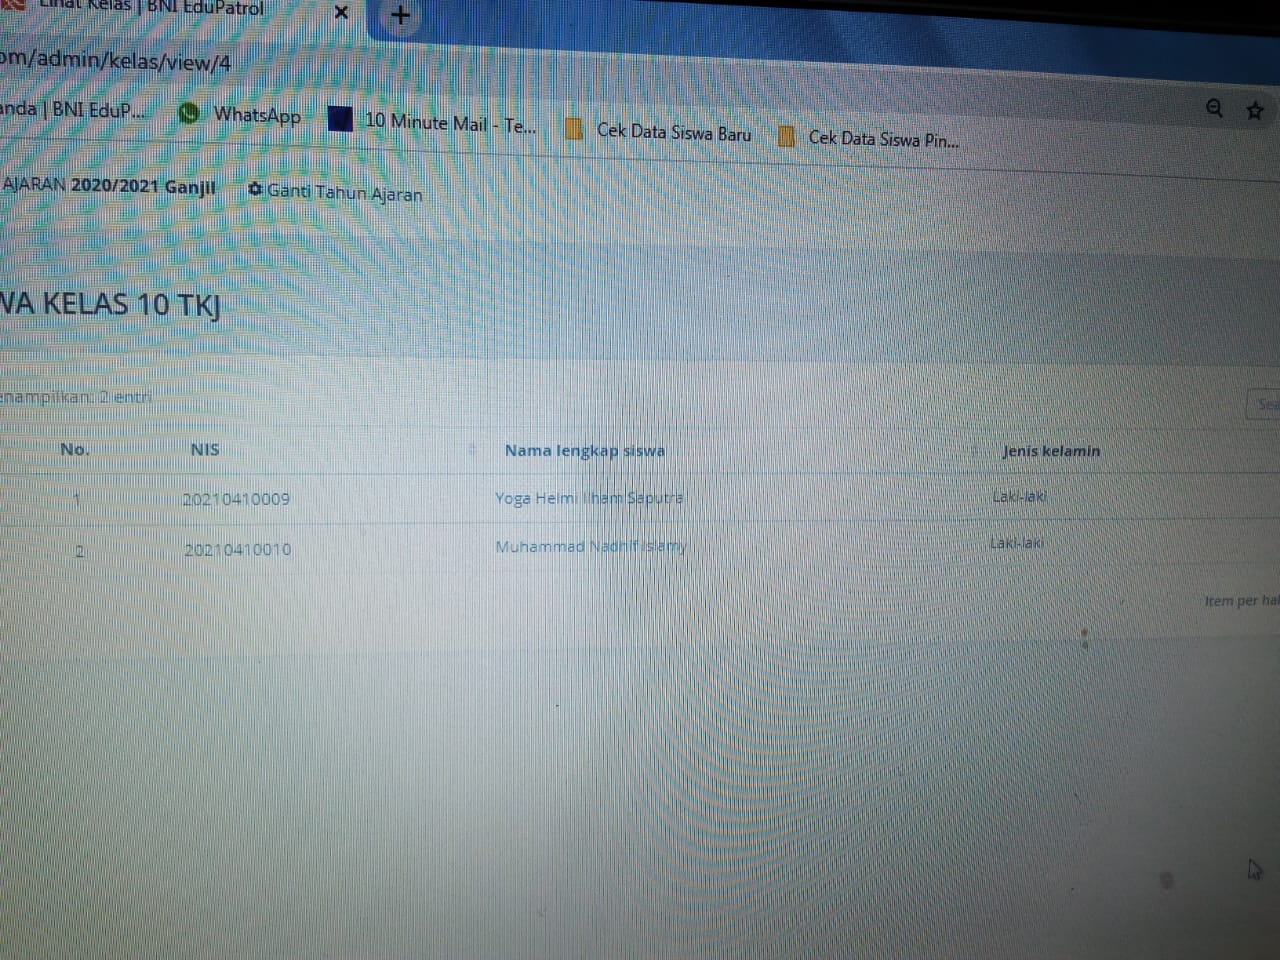 Lihat Kelas | BNI EduPatrol
om/admin/kelas/view/4
anda | BNI EduP... WhatsApp 10 Minute Mail - Te... Cek Data Siswa Baru Cek Data Siswa Pin...
AJARAN 2020/2021 Ganjil Ganti Tahun Ajaran
WA KELAS 10 TKJ
enampilkan: 2 entri
No. NIS Nama lengkap siswa Jenis kelamin
1 20210410009 Yoga Helmi Ilham Saputra Laki-laki
2 20210410010 Muhammad Nadhif Islamy Laki-laki
Item per hal